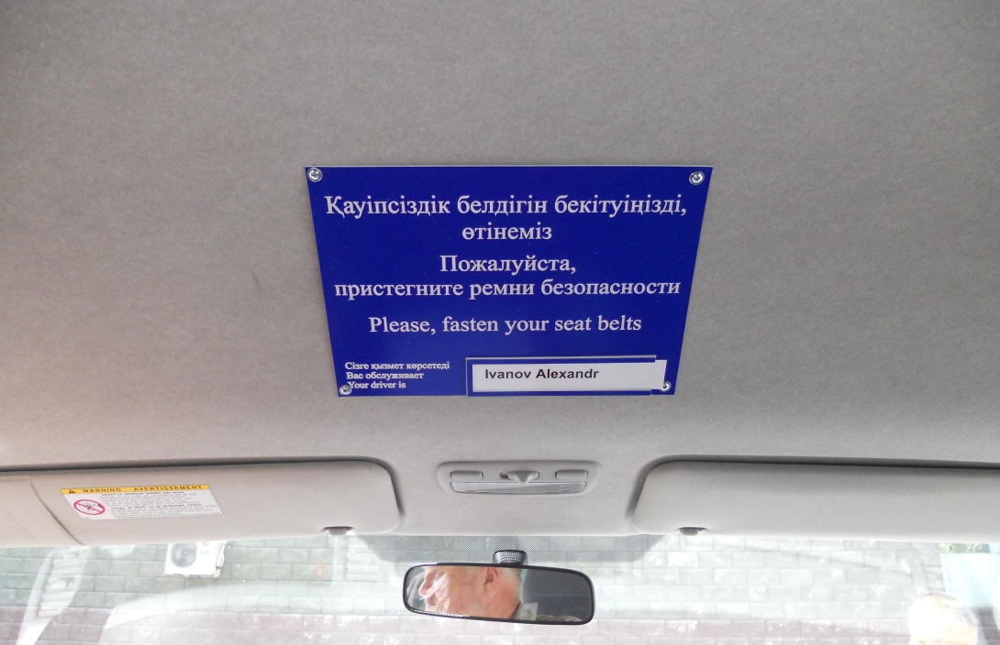 Қауіпсіздік белдігін бекітуіңізді,
өтінеміз
Пожалуйста,
пристегните ремни безопасности
Please, fasten your seat belts
Сізге қызмет көрсетеді
Вас обслуживает
Your driver is
Ivanov Alexandr
WARNING AVERTISSEMENT